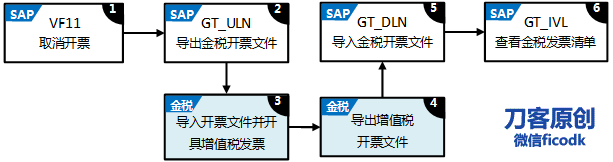 SAP
1
VF11
取消开票
SAP
2
GT_ULN
导出金税开票文件
金税
3
导入开票文件并开
具增值税发票
金税
4
导出增值税
开票文件
SAP
5
GT_DLN
导入金税开票文件
SAP
6
GT_IVL
查看金税发票清单
刀客原创
微信ficodk